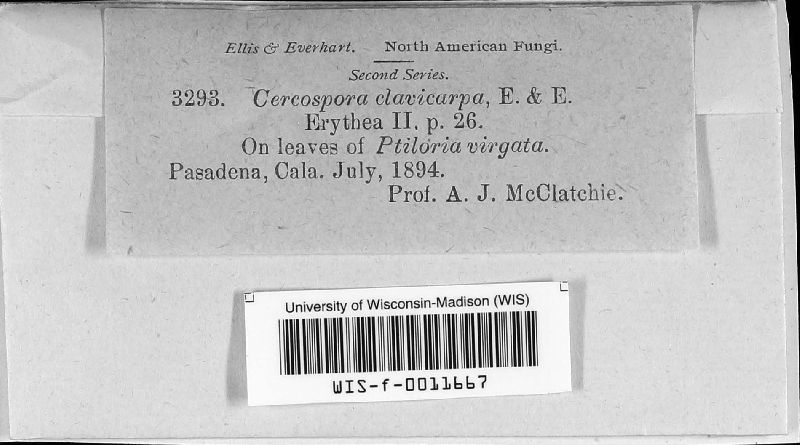 Ellis & Everhart. North American Fungi.
Second Series.
3293. Cercospora clavicarpa, E. & E.
Erythea II. p. 26.
On leaves of Ptiloria virgata.
Pasadena, Cala. July, 1894.
Prof. A. J. McClatchie.
University of Wisconsin-Madison (WIS)
WIS-f-0011667